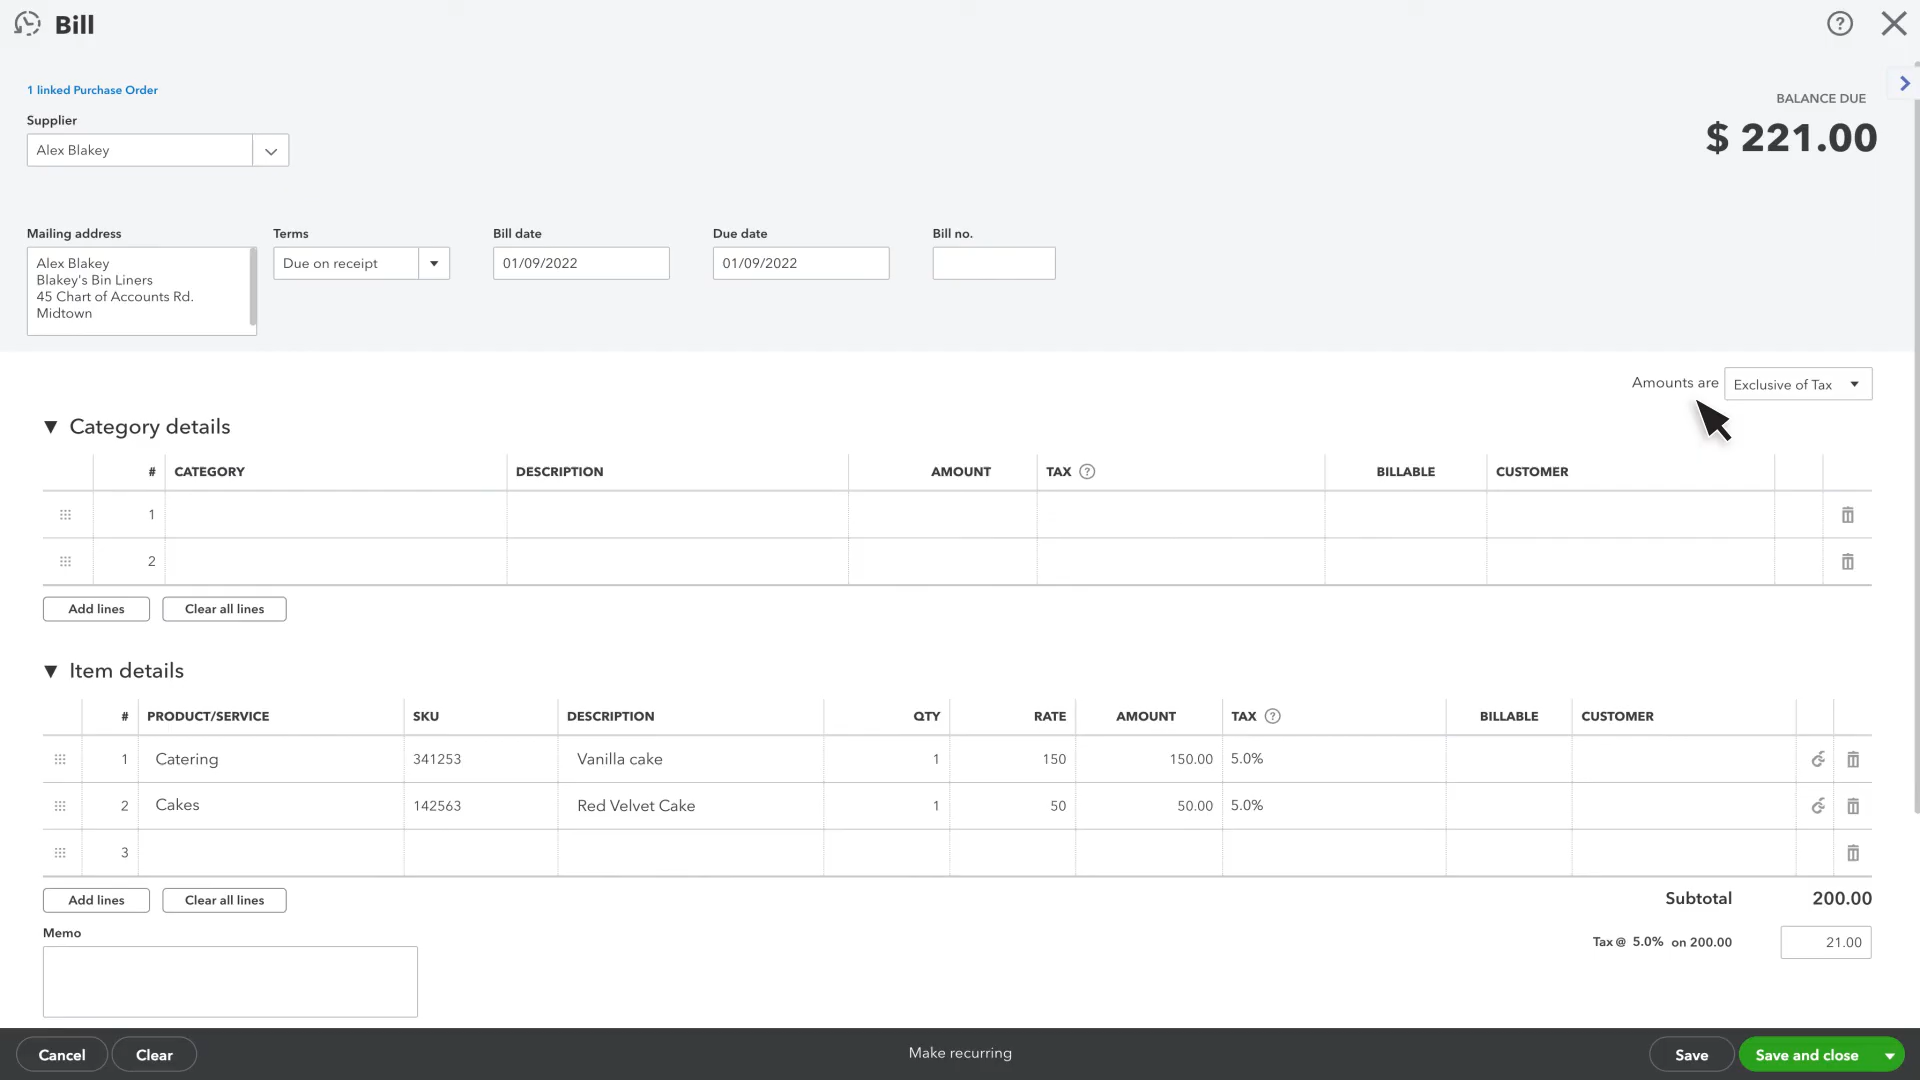 Bill
1 linked Purchase Order
BALANCE DUE
$ 221.00
Supplier
Alex Blakey
Mailing address
Terms
Bill date
Due date
Bill no.
Alex Blakey
Blakey's Bin Liners
45 Chart of Accounts Rd.
Midtown
Due on receipt
01/09/2022
01/09/2022
Amounts are Exclusive of Tax
Category details
# CATEGORY DESCRIPTION AMOUNT TAX ? BILLABLE CUSTOMER
1
2
Add lines Clear all lines
Item details
# PRODUCT/SERVICE SKU DESCRIPTION QTY RATE AMOUNT TAX ? BILLABLE CUSTOMER
1 Catering 341253 Vanilla cake 1 150 150.00 5.0%
2 Cakes 142563 Red Velvet Cake 1 50 50.00 5.0%
3
Add lines Clear all lines
Subtotal 200.00
Memo
Tax @ 5.0% on 200.00 21.00
Cancel Clear Make recurring Save Save and close